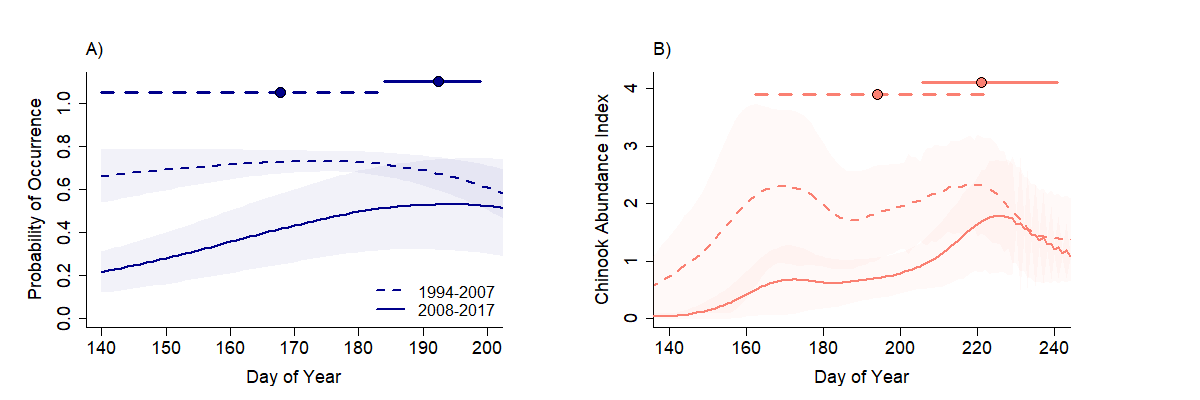 A)
Probability of Occurrence
0.0 0.2 0.4 0.6 0.8 1.0
1994-2007
2008-2017
140 150 160 170 180 190 200
Day of Year
B)
Chinook Abundance Index
0 1 2 3 4
140 160 180 200 220 240
Day of Year